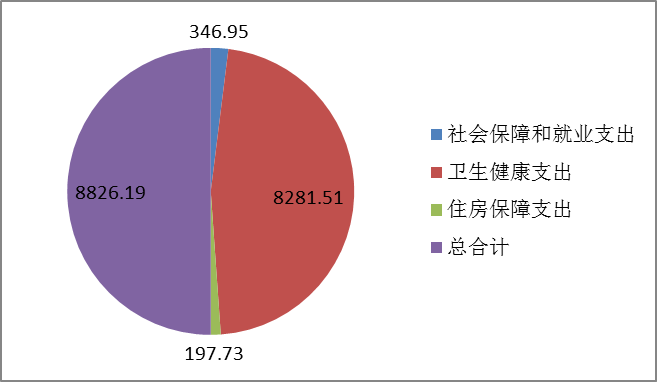 346.95
8826.19
8281.51
197.73
社会保障和就业支出
卫生健康支出
住房保障支出
总合计